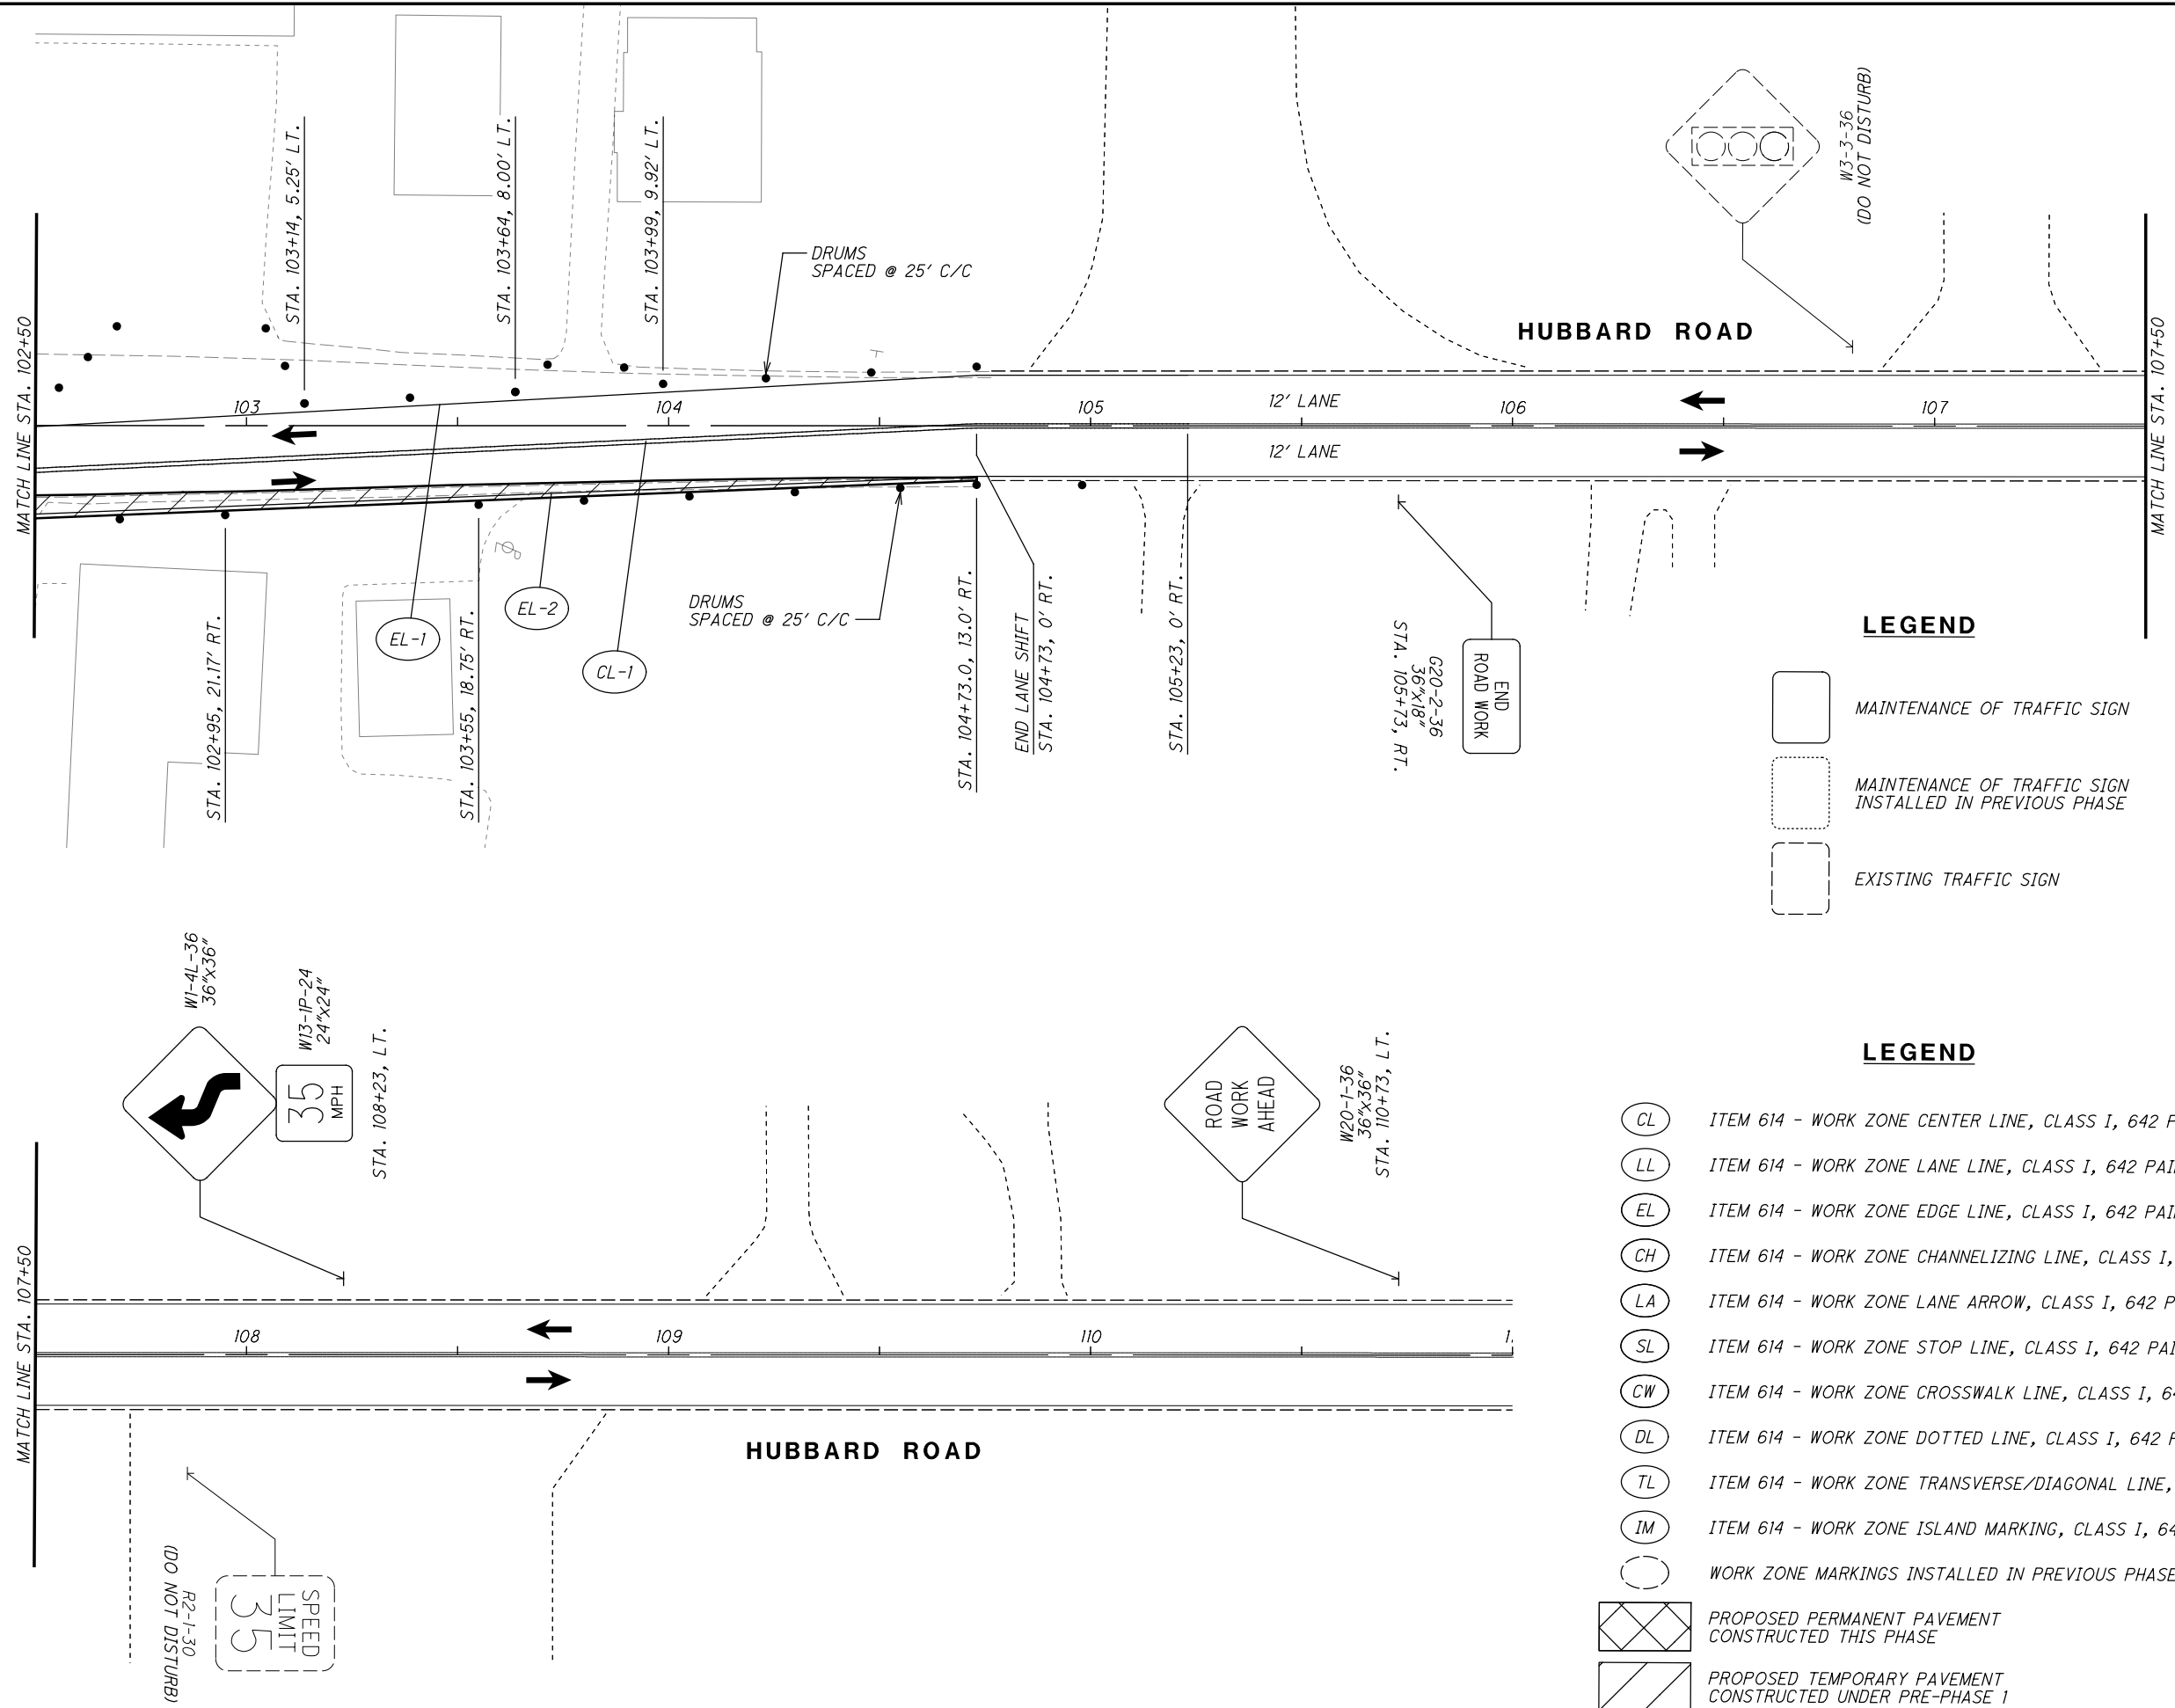 MATCH LINE STA. 102+50
STA. 103+14, 5.25' LT.
STA. 103+64, 8.00' LT.
STA. 103+99, 9.92' LT.
DRUMS
SPACED @ 25' C/C
W3-3-36
(DO NOT DISTURB)
HUBBARD ROAD
MATCH LINE STA. 107+50
103
104
105
106
107
12' LANE
12' LANE
EL-1
EL-2
CL-1
DRUMS
SPACED @ 25' C/C
STA. 102+95, 21.17' RT.
STA. 103+55, 18.75' RT.
STA. 104+73.0, 13.0' RT.
END LANE SHIFT
STA. 104+73, 0' RT.
STA. 105+23, 0' RT.
END
ROAD WORK
G20-2-36
36"x18"
STA. 105+73, RT.
LEGEND
MAINTENANCE OF TRAFFIC SIGN
MAINTENANCE OF TRAFFIC SIGN
INSTALLED IN PREVIOUS PHASE
EXISTING TRAFFIC SIGN
W1-4L-36
36"x36"
W13-1P-24
24"x24"
STA. 108+23, LT.
35
MPH
ROAD
WORK
AHEAD
W20-1-36
36"x36"
STA. 110+73, LT.
MATCH LINE STA. 107+50
108
109
110
HUBBARD ROAD
SPEED
LIMIT
35
R2-1-30
(DO NOT DISTURB)
LEGEND
CL ITEM 614 - WORK ZONE CENTER LINE, CLASS I, 642
LL ITEM 614 - WORK ZONE LANE LINE, CLASS I, 642
EL ITEM 614 - WORK ZONE EDGE LINE, CLASS I, 642
CH ITEM 614 - WORK ZONE CHANNELIZING LINE, CLASS I,
LA ITEM 614 - WORK ZONE LANE ARROW, CLASS I, 642
SL ITEM 614 - WORK ZONE STOP LINE, CLASS I, 642
CW ITEM 614 - WORK ZONE CROSSWALK LINE, CLASS I,
DL ITEM 614 - WORK ZONE DOTTED LINE, CLASS I, 642
TL ITEM 614 - WORK ZONE TRANSVERSE/DIAGONAL LINE,
IM ITEM 614 - WORK ZONE ISLAND MARKING, CLASS I,
WORK ZONE MARKINGS INSTALLED IN PREVIOUS PHASE
PROPOSED PERMANENT PAVEMENT
CONSTRUCTED THIS PHASE
PROPOSED TEMPORARY PAVEMENT
CONSTRUCTED UNDER PRE-PHASE 1